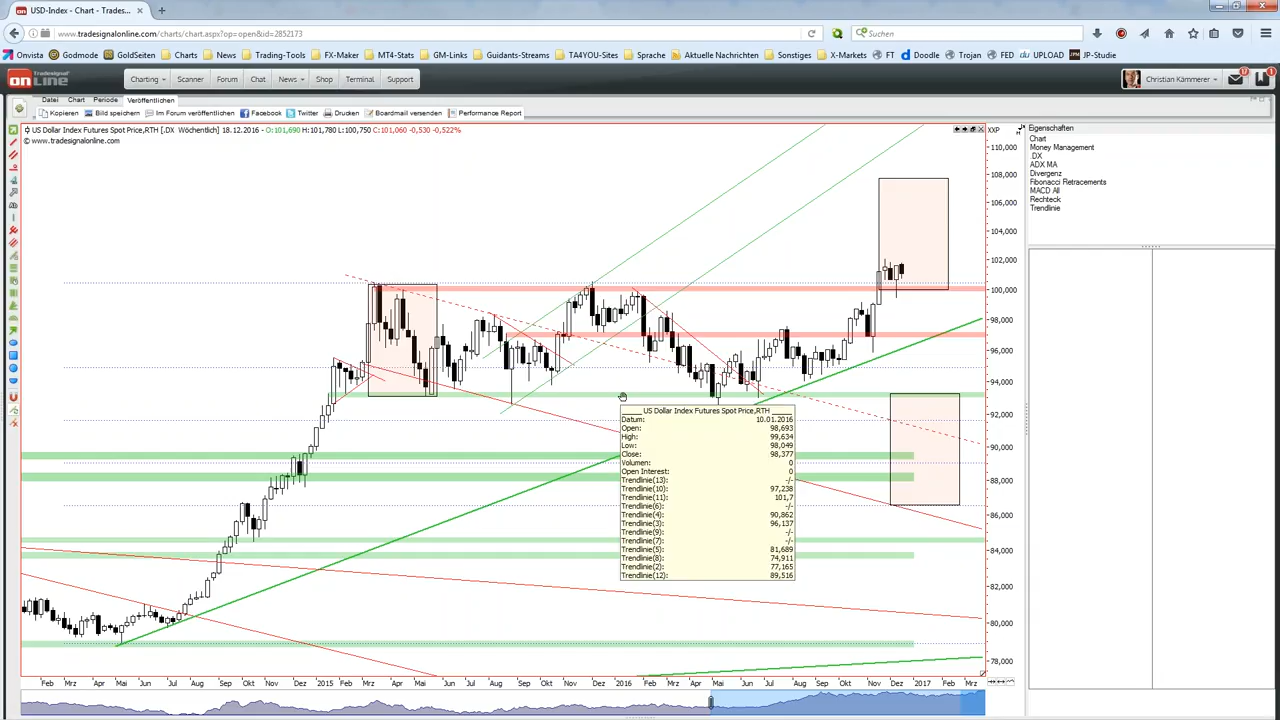 USD-Index - Chart - Trades...
www.tradesignalonline.com/charts/chart.aspx?op=open&id=2852173
Suchen
Onvista Godmode GoldSeiten Charts News Trading-Tools FX-Maker MT4-Stats GM-Links Guidants-Streams TA4YOU-Sites Sprache Aktuelle Nachrichten Sonstiges X-Markets FT Doodle Trojan FED UPLOAD JP-Studie
Tradesignal
ON LINE
Charting Scanner Forum Chat News Shop Terminal Support
Christian Kämmerer
Datei Chart Periode Veröffentlichen
Kopieren Bild speichern Im Forum veröffentlichen Facebook Twitter Drucken Boardmail versenden Performance Report
US Dollar Index Futures Spot Price,RTH [.DX Wöchentlich] 18.12.2016 - O:101,690 H:101,780 L:100,750 C:101,060 -0,530 -0,522%
© www.tradesignalonline.com
XXP
110,000
108,000
106,000
104,000
102,000
100,000
98,000
96,000
94,000
92,000
90,000
88,000
86,000
84,000
82,000
80,000
78,000
Eigenschaften
Chart
Money Management
.DX
ADX MA
Divergenz
Fibonacci Retracements
MACD All
Rechteck
Trendlinie
US Dollar Index Futures Spot Price,RTH
Datum: 10.01.2016
Open: 98,693
High: 99,634
Low: 98,049
Close: 98,377
Volumen: 0
Open Interest: 0
Trendlinie(13): -/-
Trendlinie(10): 97,238
Trendlinie(11): 101,7
Trendlinie(6): -/-
Trendlinie(4): 90,862
Trendlinie(3): 96,137
Trendlinie(9): -/-
Trendlinie(7): -/-
Trendlinie(5): 81,689
Trendlinie(8): 74,911
Trendlinie(2): 77,165
Trendlinie(12): 89,516
Feb Mrz Apr Mai Jun Jul Aug Sep Okt Nov Dez 2015 Feb Mrz Apr Mai Jun Jul Aug Sep Okt Nov Dez 2016 Feb Mrz Apr Mai Jun Jul Aug Sep Okt Nov Dez 2017 Feb Mrz